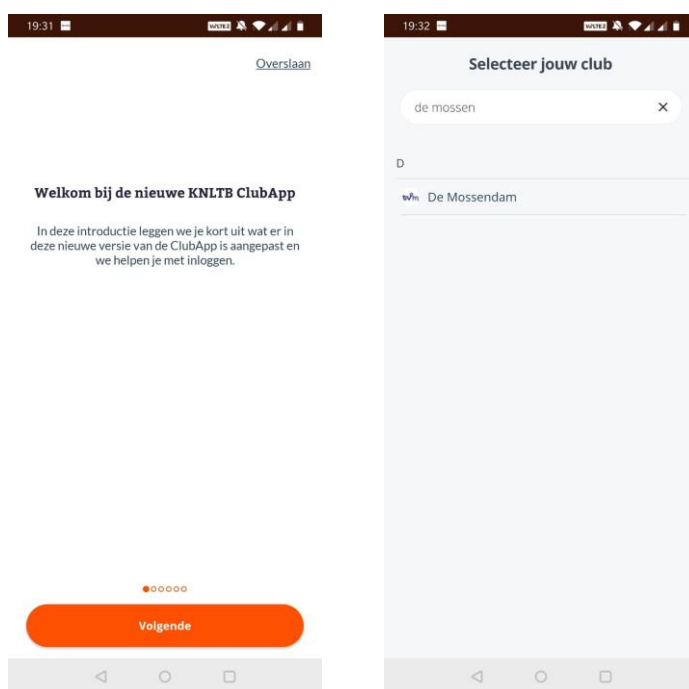 19:31
Overslaan
Welkom bij de nieuwe KNLTB ClubApp
In deze introductie leggen we je kort uit wat er in
deze nieuwe versie van de ClubApp is aangepast en
we helpen je met inloggen.
Volgende
19:32
Selecteer jouw club
de mossen
D
De Mossendam